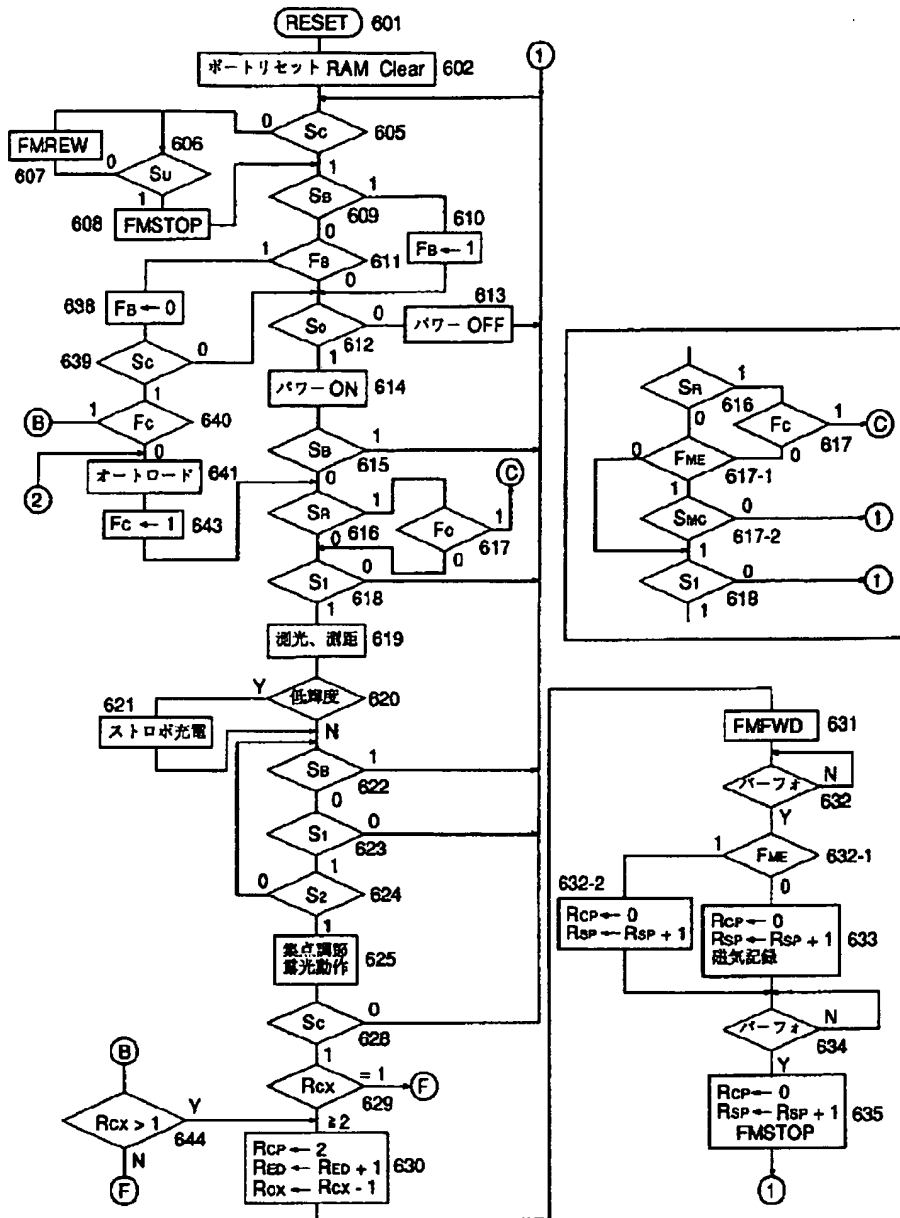 RESET 601
1
ポートリセット RAM Clear 602
Sc 605
0
1
FMREW
607
606
SU
0
1
608 FMSTOP
SB 609
1
0
610
FB ← 1
FB 611
1
0
638 FB ← 0
613
パワー OFF
So 612
0
1
639 Sc
0
1
パワー ON 614
B
1
Fc 640
0
2
オートロード 641
Fc ← 1 643
SB 615
1
0
SR 616
1
0
Fc 617
1
0
C
S1 618
0
1
測光、測距 619
低輝度 620
Y
N
621
ストロボ充電
SB 622
1
0
S1 623
0
1
S2 624
0
1
焦点調節
露光動作 625
Sc 628
0
1
RCX 629
= 1
F
≧2
B
RCX > 1 644
Y
N
F
RCP ← 2
RED ← RED + 1
RCX ← RCX - 1
630
SR 616
1
0
Fc 617
1
0
C
FME 617-1
0
1
SMC 617-2
0
1
1
S1 618
0
1
1
FMFWD 631
パーフォ 632
N
Y
FME 632-1
1
0
632-2
RCP ← 0
RSP ← RSP + 1
RCP ← 0
RSP ← RSP + 1
磁気記録
633
パーフォ 634
N
Y
RCP ← 0
RSP ← RSP + 1
FMSTOP
635
1